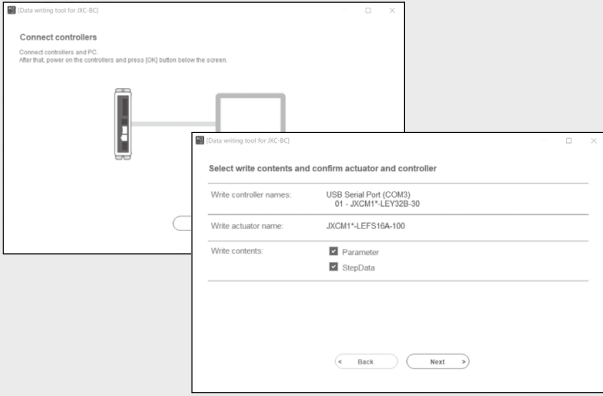 [Data writing tool for JXC-BC]
Connect controllers
Connect controllers and PC.
After that, power on the controllers and press [OK] button below the screen.
[Data writing tool for JXC-BC]
Select write contents and confirm actuator and controller
Write controller names: USB Serial Port (COM3)
01 - JXCM1*-LEY32B-30
Write actuator name: JXCM1*-LEFS16A-100
Write contents: Parameter
StepData
< Back Next >